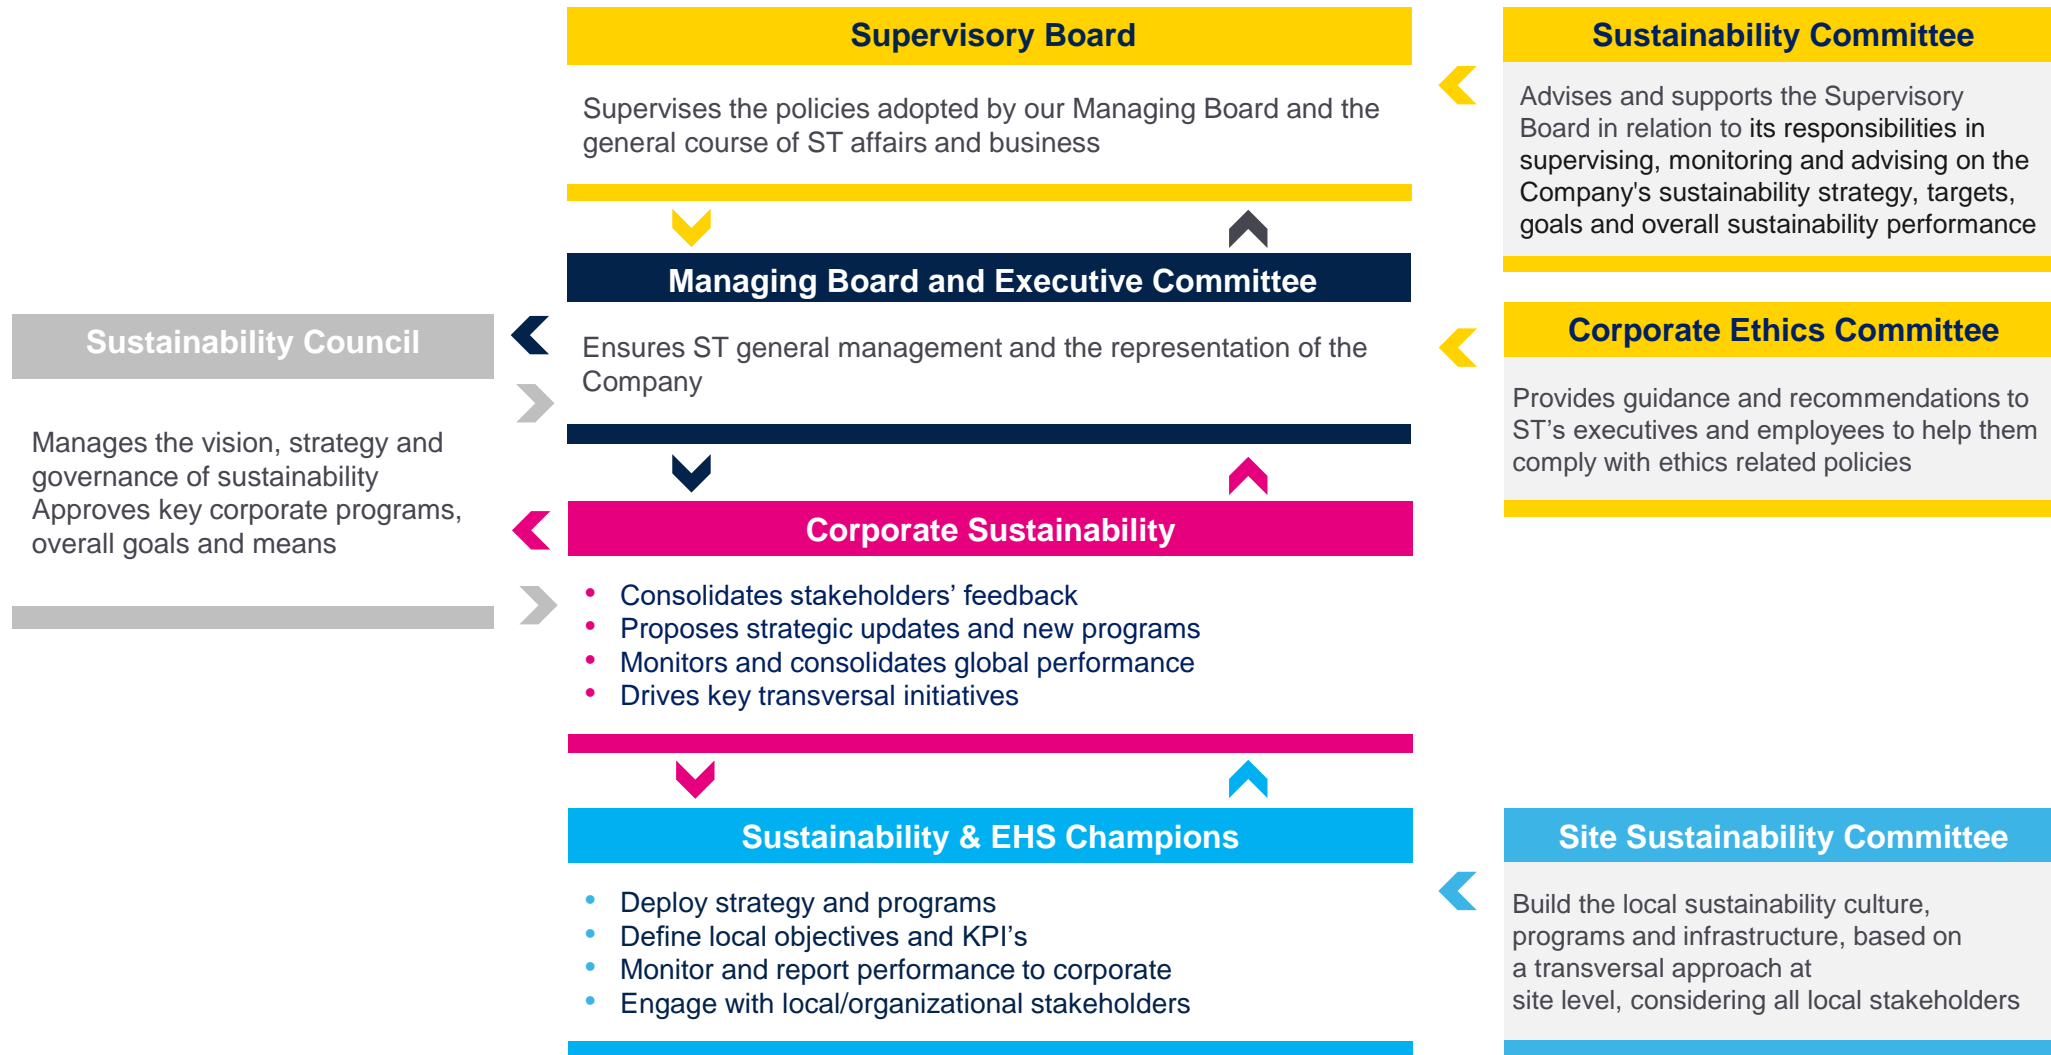 Supervisory Board
Supervises the policies adopted by our Managing Board and the
general course of ST affairs and business
Sustainability Committee
Advises and supports the Supervisory
Board in relation to its responsibilities in
supervising, monitoring and advising on the
Company's sustainability strategy, targets,
goals and overall sustainability performance
Managing Board and Executive Committee
Ensures ST general management and the representation of the
Company
Sustainability Council
Manages the vision, strategy and
governance of sustainability
Approves key corporate programs,
overall goals and means
Corporate Ethics Committee
Provides guidance and recommendations to
ST’s executives and employees to help them
comply with ethics related policies
Corporate Sustainability
• Consolidates stakeholders’ feedback
• Proposes strategic updates and new programs
• Monitors and consolidates global performance
• Drives key transversal initiatives
Sustainability & EHS Champions
• Deploy strategy and programs
• Define local objectives and KPI’s
• Monitor and report performance to corporate
• Engage with local/organizational stakeholders
Site Sustainability Committee
Build the local sustainability culture,
programs and infrastructure, based on
a transversal approach at
site level, considering all local stakeholders